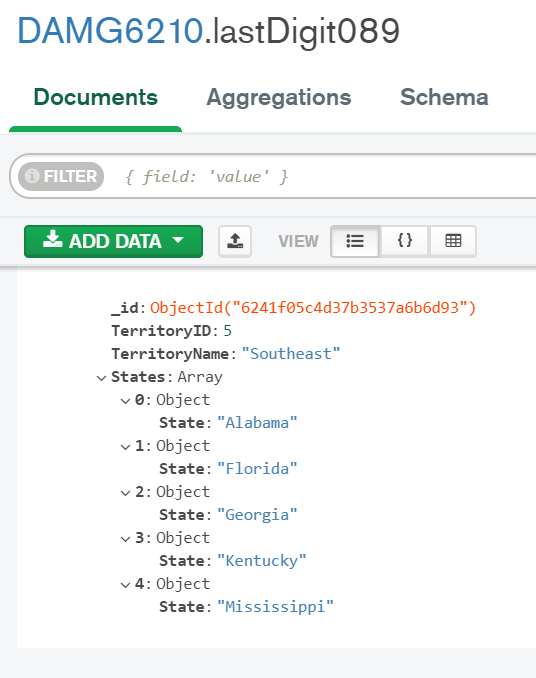 DAMG6210.lastDigit089
Documents Aggregations Schema
FILTER { field: 'value' }
ADD DATA VIEW {}
_id: ObjectId("6241f05c4d37b3537a6b6d93")
TerritoryID: 5
TerritoryName: "Southeast"
States: Array
0: Object
State: "Alabama"
1: Object
State: "Florida"
2: Object
State: "Georgia"
3: Object
State: "Kentucky"
4: Object
State: "Mississippi"